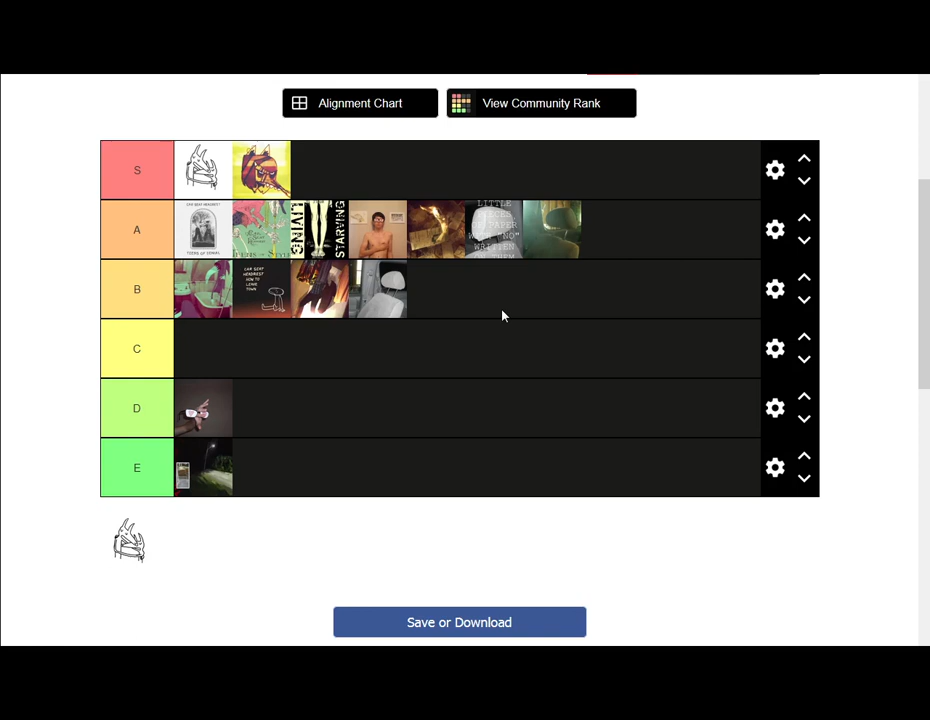 Alignment Chart
View Community Rank
S
A
CAR SEAT HEADREST
TEENS OF DENIAL
LIVING
STARVING
LITTLE
PIECES
OF PAPER
WITH "NO"
WRITTEN
ON THEM
B
CAR SEAT
HEADREST
HOW TO
LEAVE
TOWN
C
D
E
Save or Download